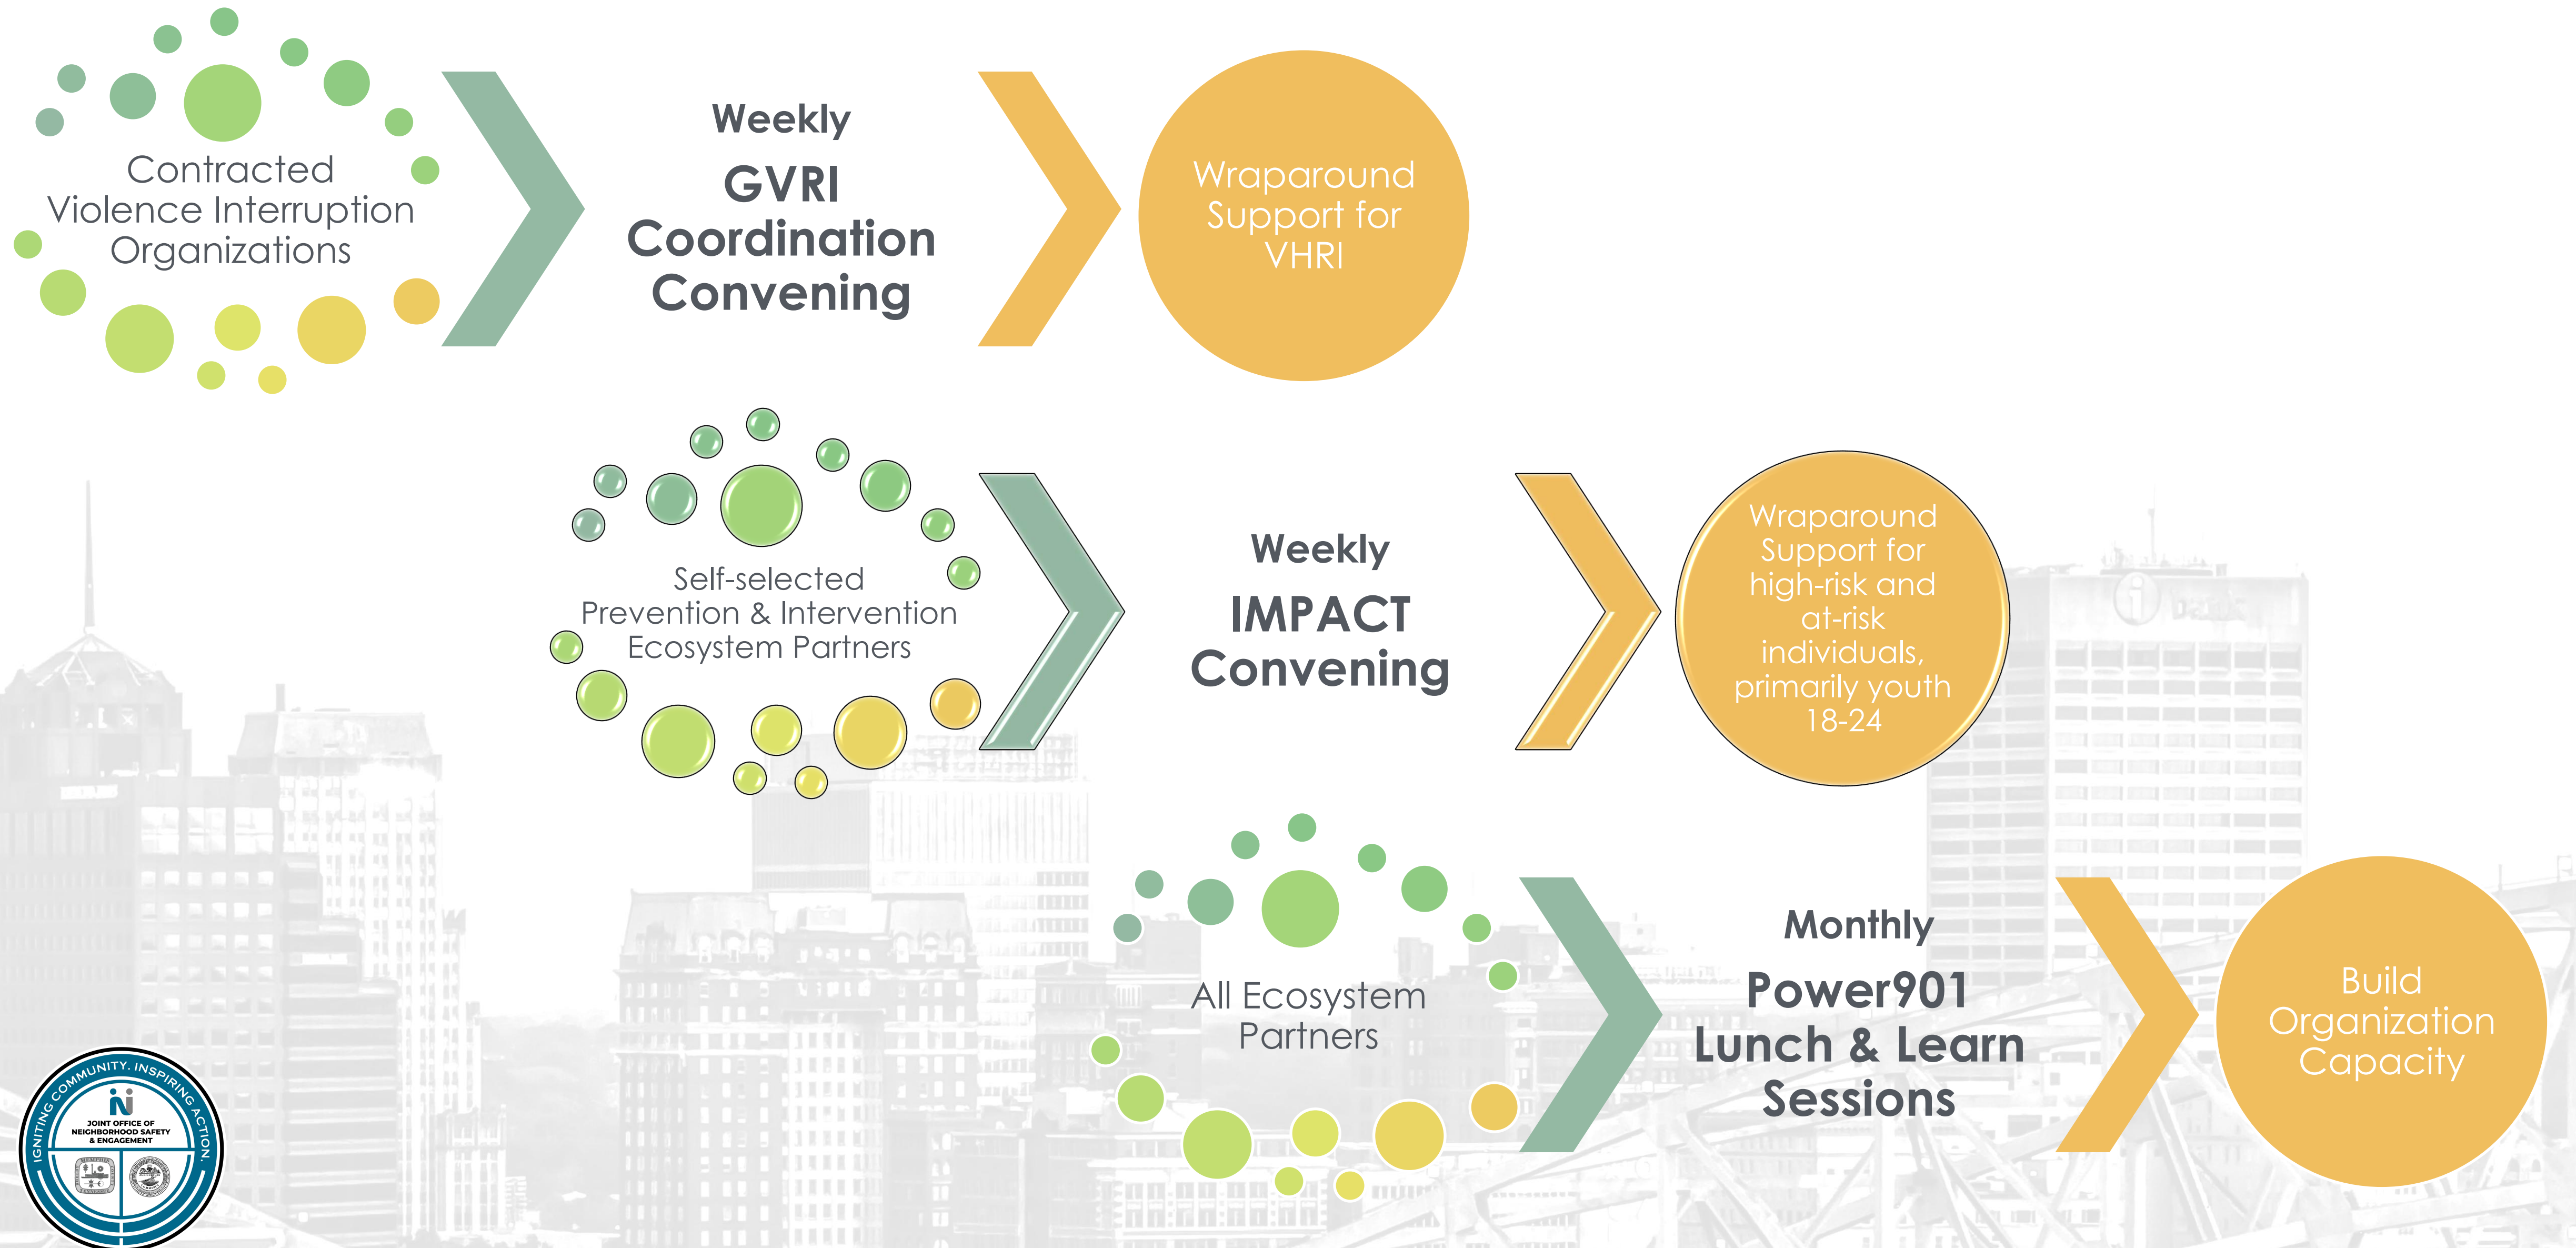 Contracted
Violence Interruption
Organizations
Weekly
GVRI
Coordination
Convening
Wraparound
Support for
VHRI
Self-selected
Prevention & Intervention
Ecosystem Partners
Weekly
IMPACT
Convening
Wraparound
Support for
high-risk and
at-risk
individuals,
primarily youth
18-24
All Ecosystem
Partners
Monthly
Power901
Lunch & Learn
Sessions
Build
Organization
Capacity
IGNITING COMMUNITY. INSPIRING ACTION.
JOINT OFFICE OF
NEIGHBORHOOD SAFETY
& ENGAGEMENT